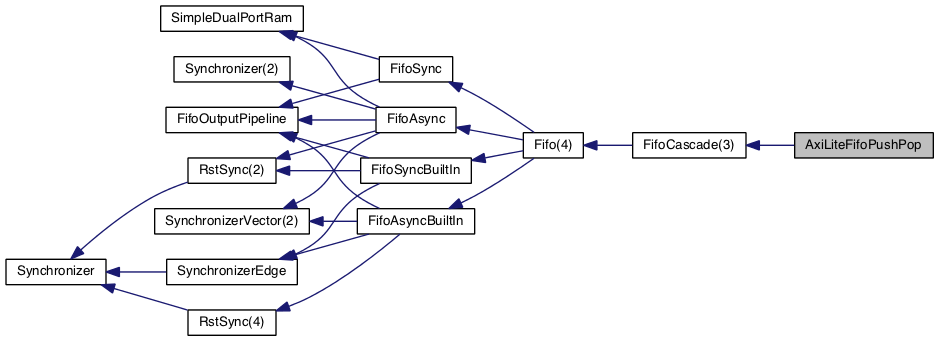 SimpleDualPortRam
Synchronizer(2)
FifoSync
FifoOutputPipeline
FifoAsync
Fifo(4)
FifoCascade(3)
AxiLiteFifoPushPop
RstSync(2)
FifoSyncBuiltIn
SynchronizerVector(2)
FifoAsyncBuiltIn
Synchronizer
SynchronizerEdge
RstSync(4)